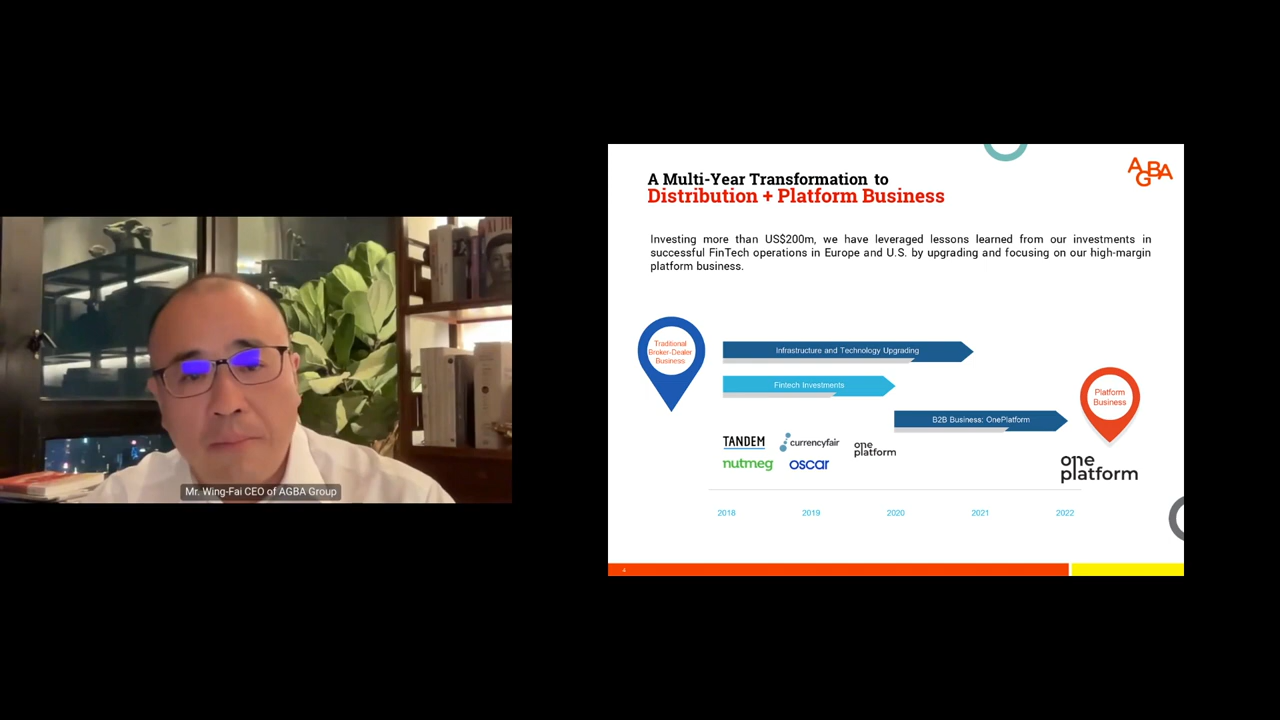 Mr. Wing-Fai CEO of AGBA Group
A Multi-Year Transformation to
Distribution + Platform Business
AGBA
Investing more than US$200m, we have leveraged lessons learned from our investments in
successful FinTech operations in Europe and U.S. by upgrading and focusing on our high-margin
platform business.
Traditional
Broker-Dealer
Business
Infrastructure and Technology Upgrading
Fintech Investments
B2B Business: OnePlatform
Platform
Business
TANDEM
currencyfair
one
platform
nutmeg
oscar
one
platform
2018
2019
2020
2021
2022
4